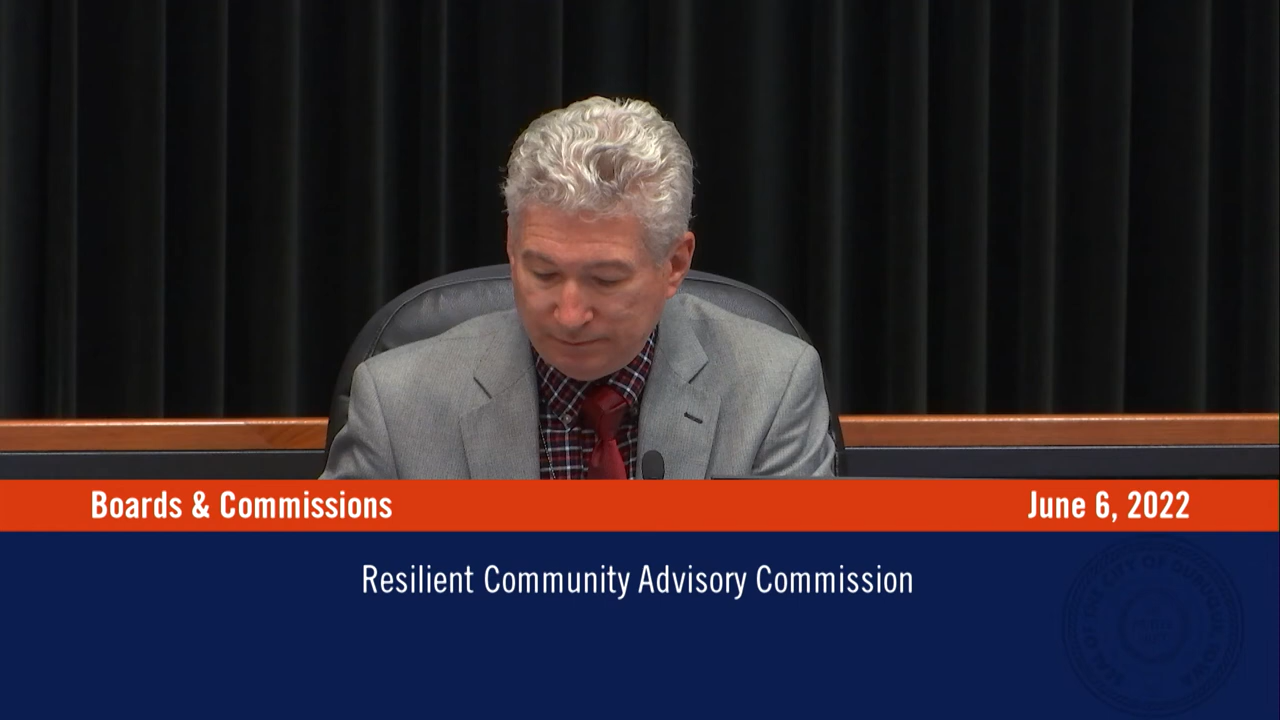 Boards & Commissions
June 6, 2022
Resilient Community Advisory Commission